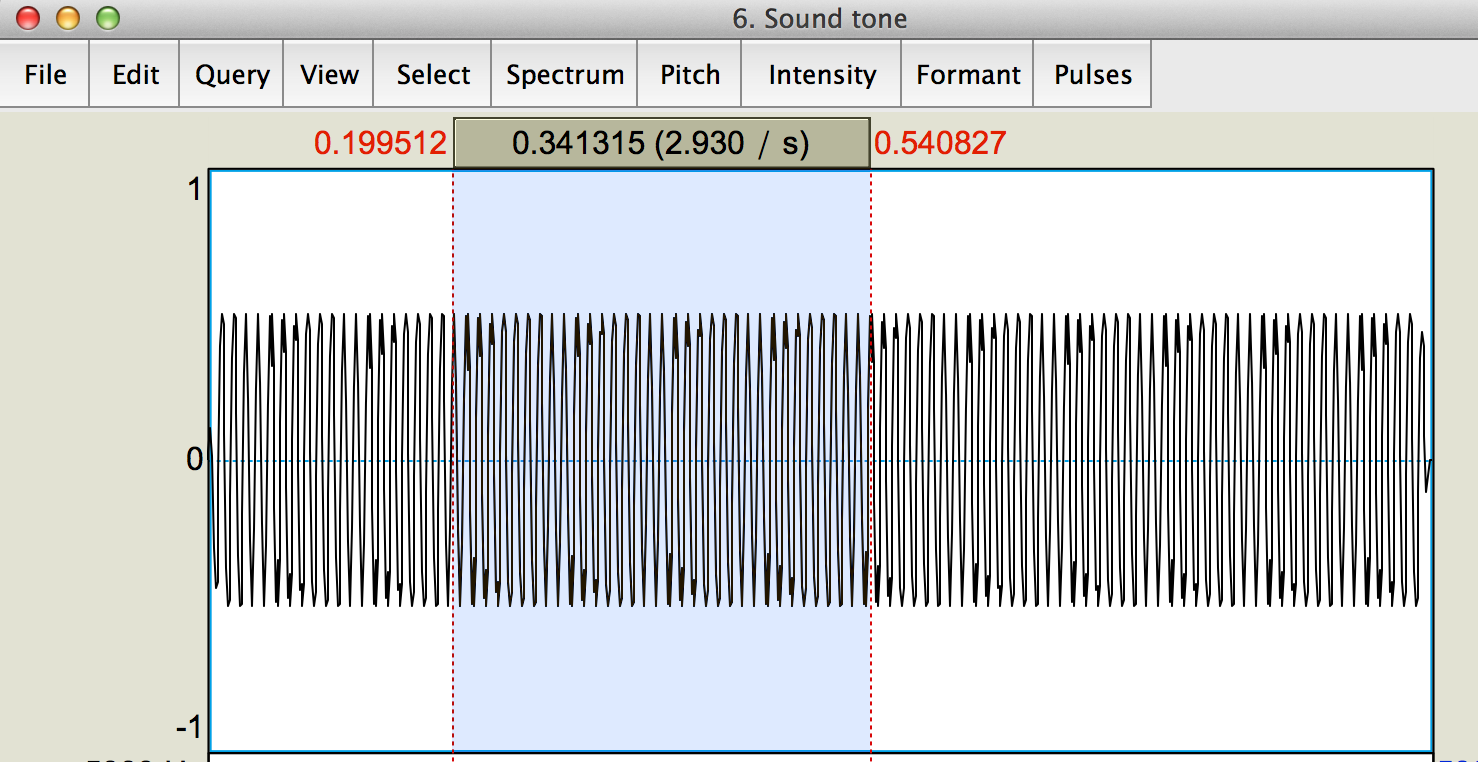 6. Sound tone
File Edit Query View Select Spectrum Pitch Intensity Formant Pulses
0.199512 0.341315 (2.930 / s) 0.540827
1
0
-1